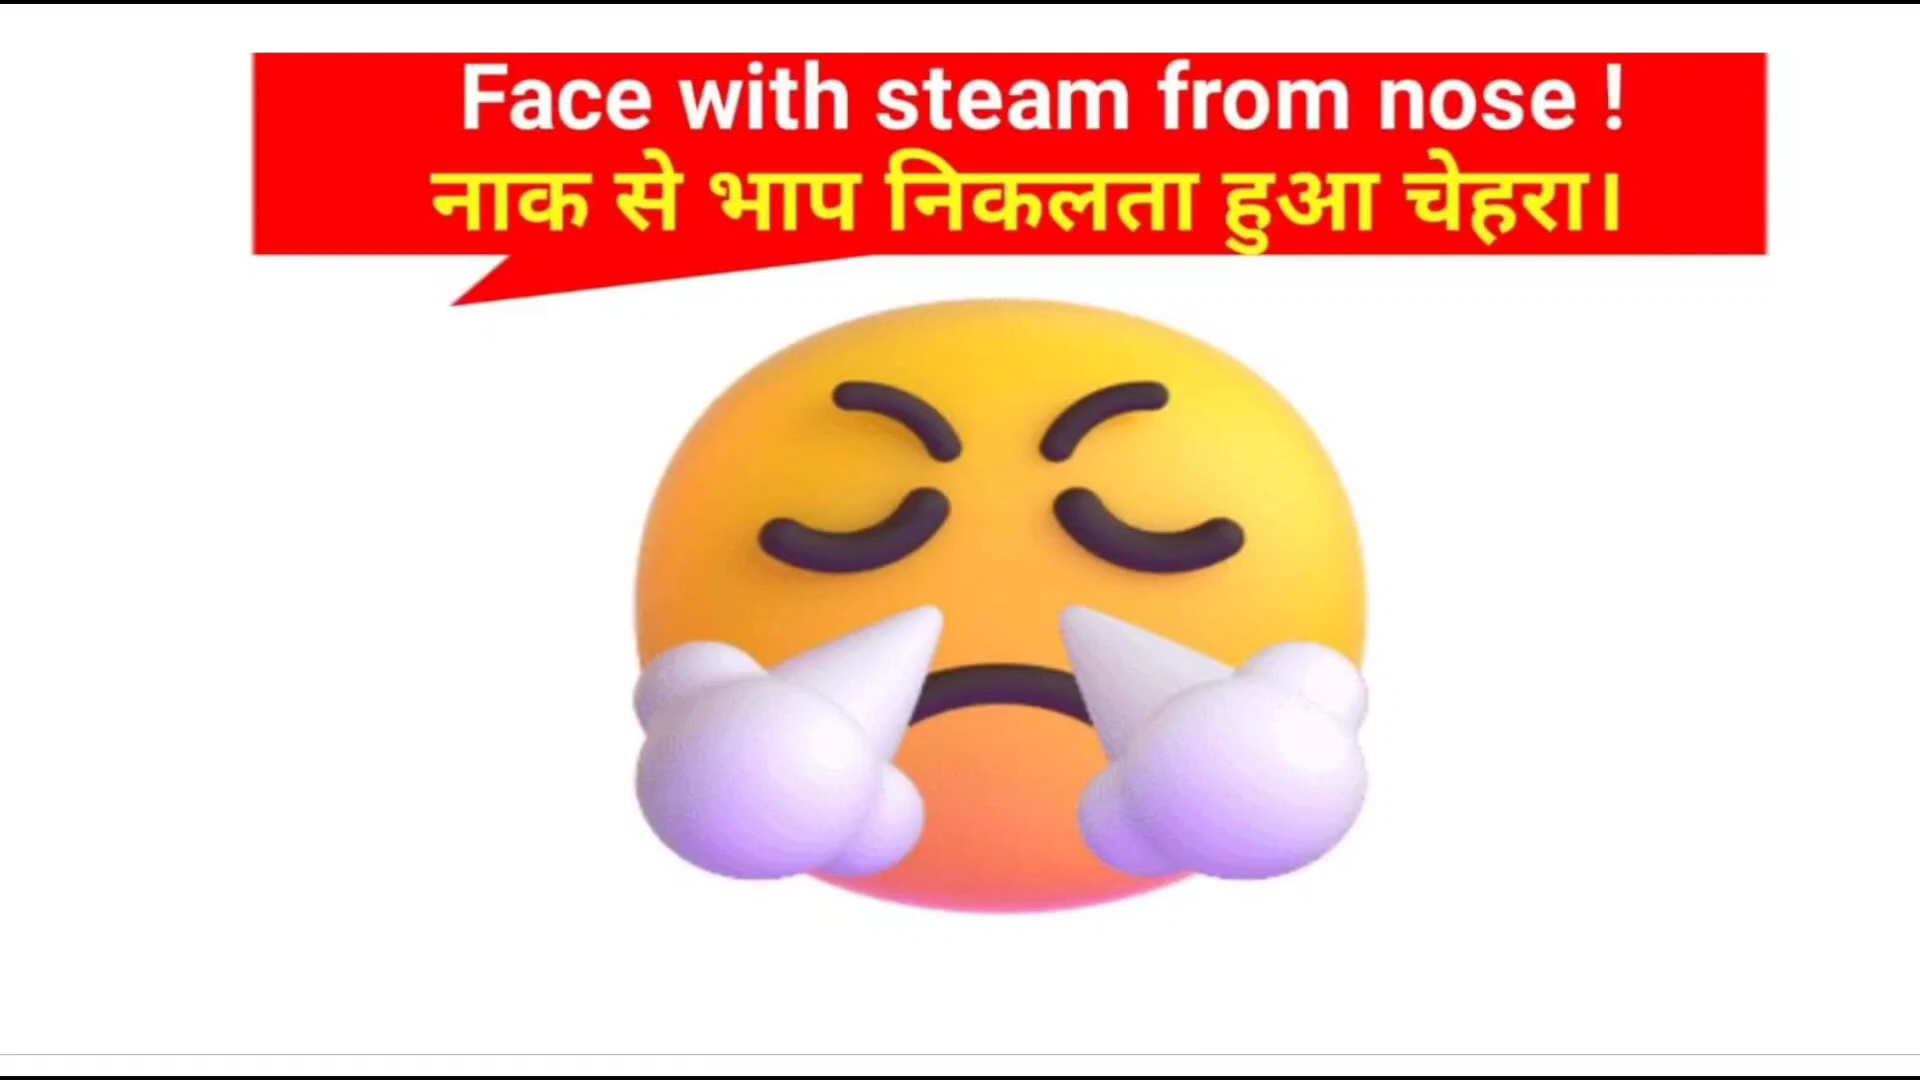 Face with steam from nose !
नाक से भाप निकलता हुआ चेहरा।